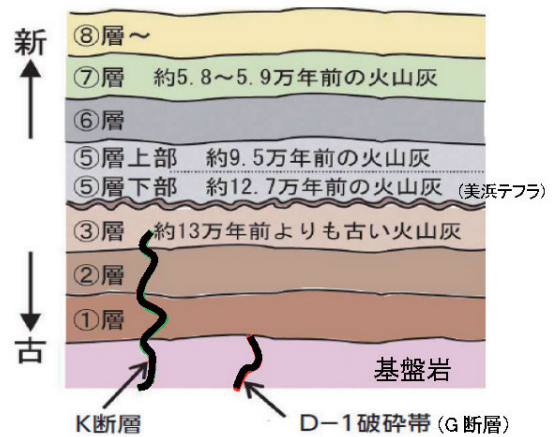 新
古
⑧層~
⑦層 約5.8~5.9万年前の火山灰
⑥層
⑤層上部 約9.5万年前の火山灰
⑤層下部 約12.7万年前の火山灰 (美浜テフラ)
③層 約13万年前よりも古い火山灰
②層
①層
基盤岩
K断層
D-1破砕帯(G断層)